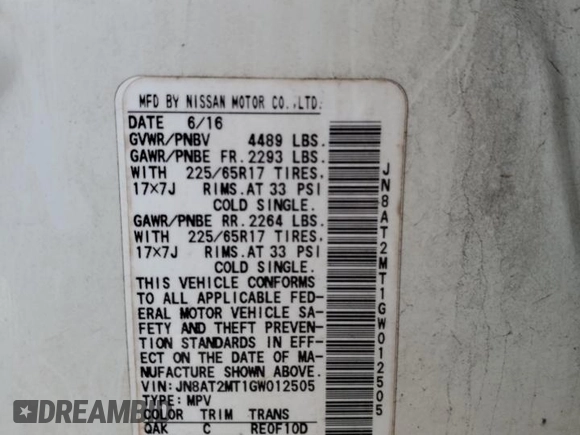 MFD BY NISSAN MOTOR CO.,LTD.
DATE 6/16
GVWR/PNBV 4489 LBS.
GAWR/PNBE FR. 2293 LBS.
WITH 225/65R17 TIRES,
17×7J RIMS.AT 33 PSI
COLD SINGLE.
GAWR/PNBE RR. 2264 LBS.
WITH 225/65R17 TIRES,
17×7J RIMS.AT 33 PSI
COLD SINGLE.
THIS VEHICLE CONFORMS
TO ALL APPLICABLE FED-
ERAL MOTOR VEHICLE SA-
FETY AND THEFT PREVEN-
TION STANDARDS IN EFF-
ECT ON THE DATE OF MA-
NUFACTURE SHOWN ABOVE.
VIN:JN8AT2MT1GW012505
TYPE: MPV
COLOR TRIM TRANS
QAK C RE0F10D
JN8AT2MT1GW012505
DREAMBID